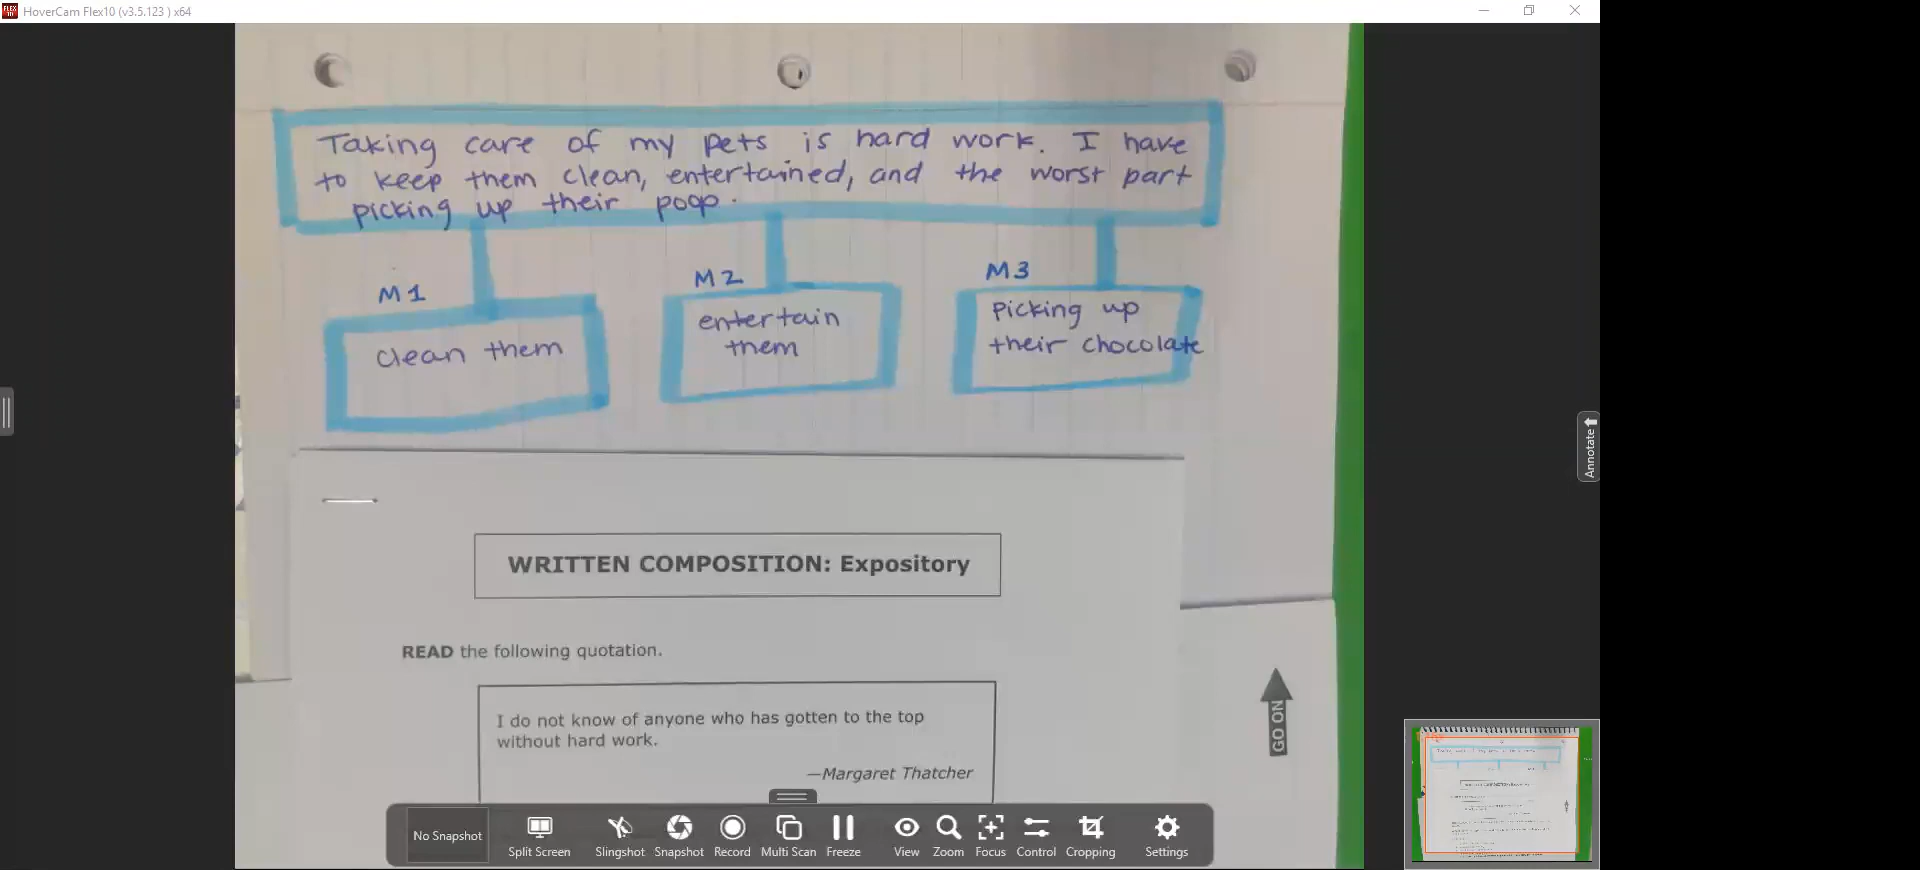 HoverCam Flex10 (v3.5.123 ) x64
Taking care of my pets is hard work. I have
to keep them clean, entertained, and the worst part
picking up their poop.
M1
clean them
M2
entertain
them
M3
picking up
their chocolate
WRITTEN COMPOSITION: Expository
READ the following quotation.
I do not know of anyone who has gotten to the top
without hard work.
—Margaret Thatcher
GO ON
Annotate
No Snapshot
Split Screen
Slingshot
Snapshot
Record
Multi Scan
Freeze
View
Zoom
Focus
Control
Cropping
Settings